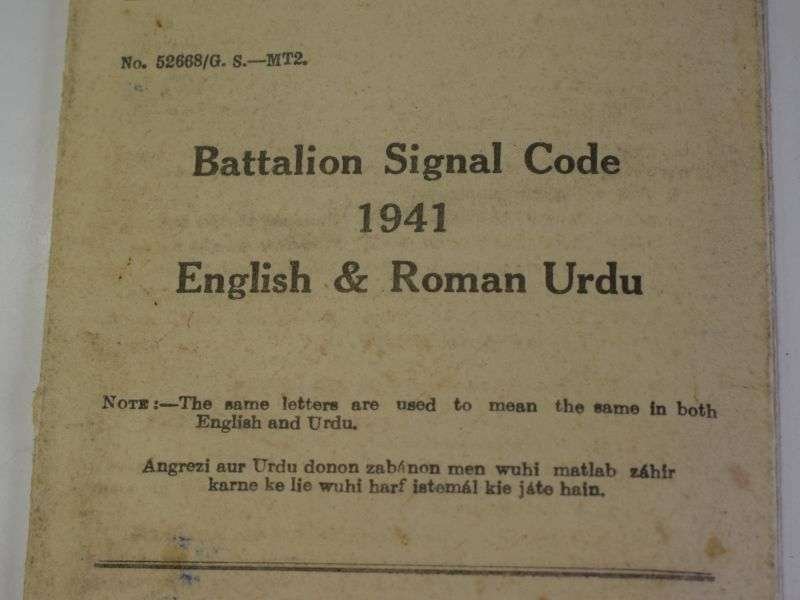 No. 52668/G. S.—MT2.
Battalion Signal Code
1941
English & Roman Urdu
NOTE :—The same letters are used to mean the same in both
English and Urdu.
Angrezi aur Urdu donon zabánon men wuhi matlab záhir
karne ke lie wuhi harf istemál kie játe hain.